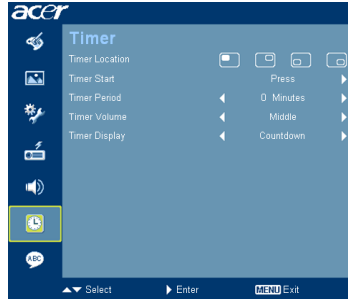 acer
Timer
Timer Location
Timer Start Press
Timer Period 0 Minutes
Timer Volume Middle
Timer Display Countdown
ABC
Select Enter MENU Exit